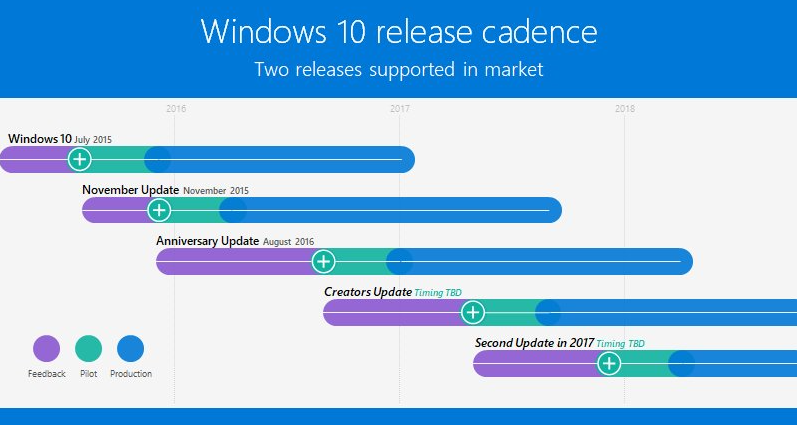 Windows 10 release cadence
Two releases supported in market
2016 2017 2018
Windows 10 July 2015
November Update November 2015
Anniversary Update August 2016
Creators Update Timing TBD
Second Update in 2017 Timing TBD
Feedback Pilot Production